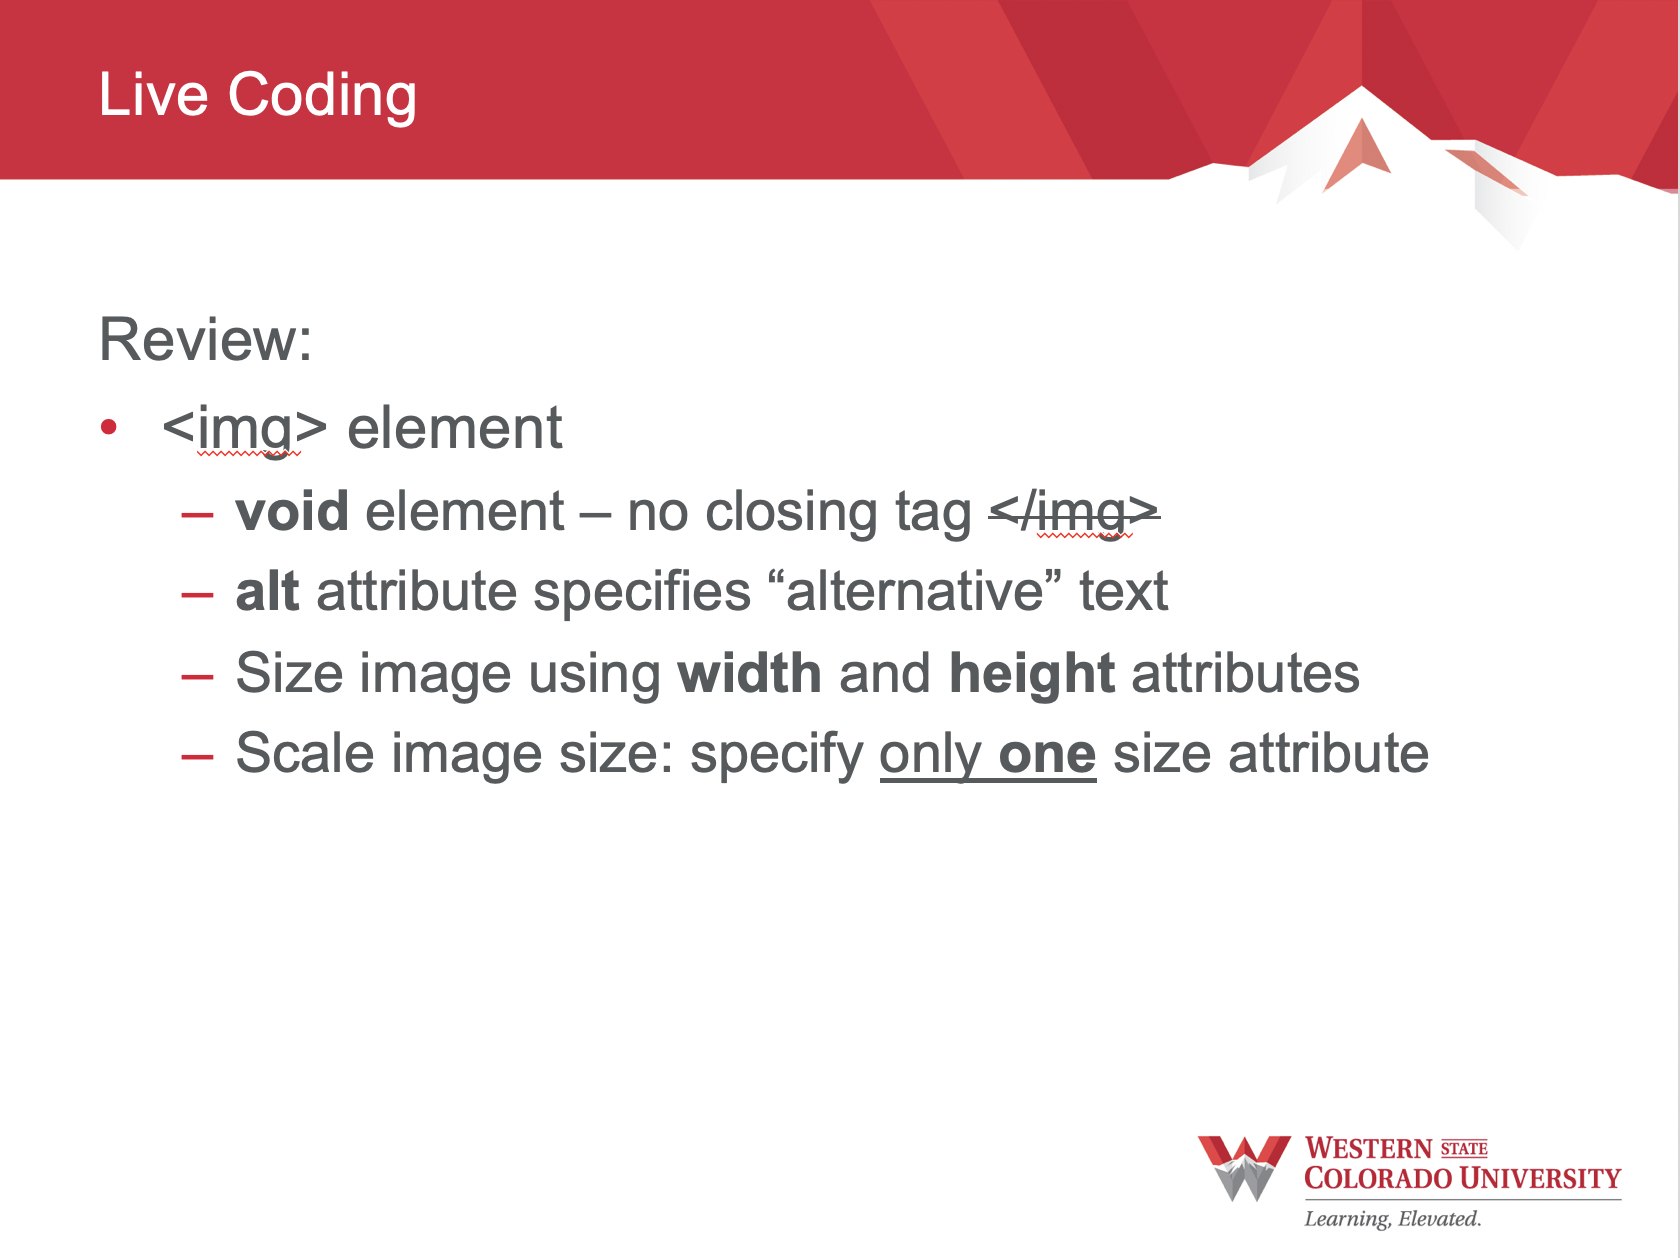 Live Coding
Review:
• <img> element
– void element – no closing tag </img>
– alt attribute specifies “alternative” text
– Size image using width and height attributes
– Scale image size: specify only one size attribute
WESTERN STATE
COLORADO UNIVERSITY
Learning, Elevated.